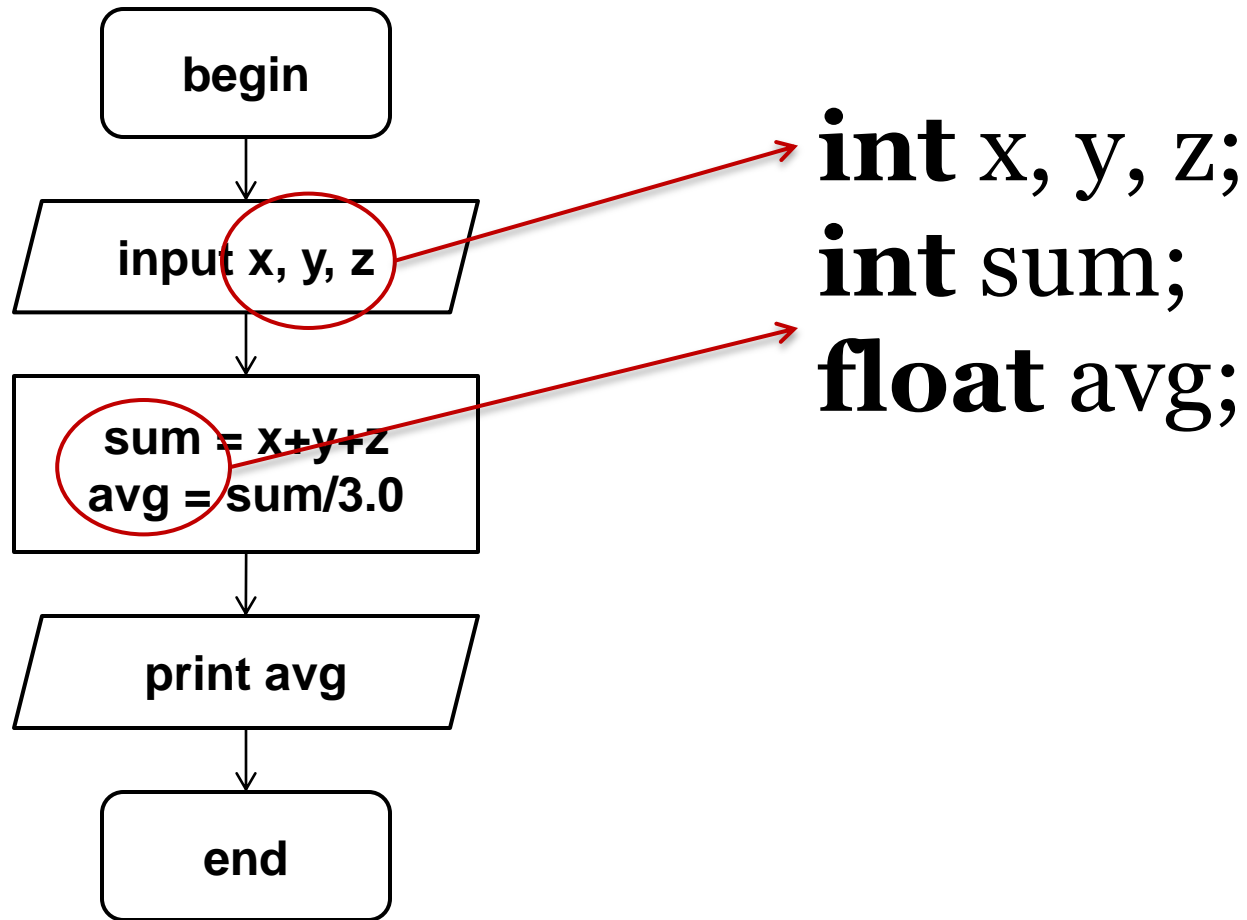 begin
input x, y, z
sum = x+y+z
avg = sum/3.0
print avg
end
int x, y, z;
int sum;
float avg;